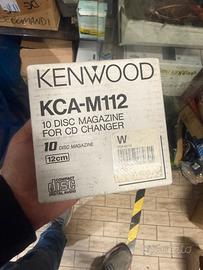 KENWOOD
KCA-M112
10 DISC MAGAZINE
FOR CD CHANGER
10 DISC MAGAZINE
W
12cm
COMPACT
disc
DIGITAL AUDIO